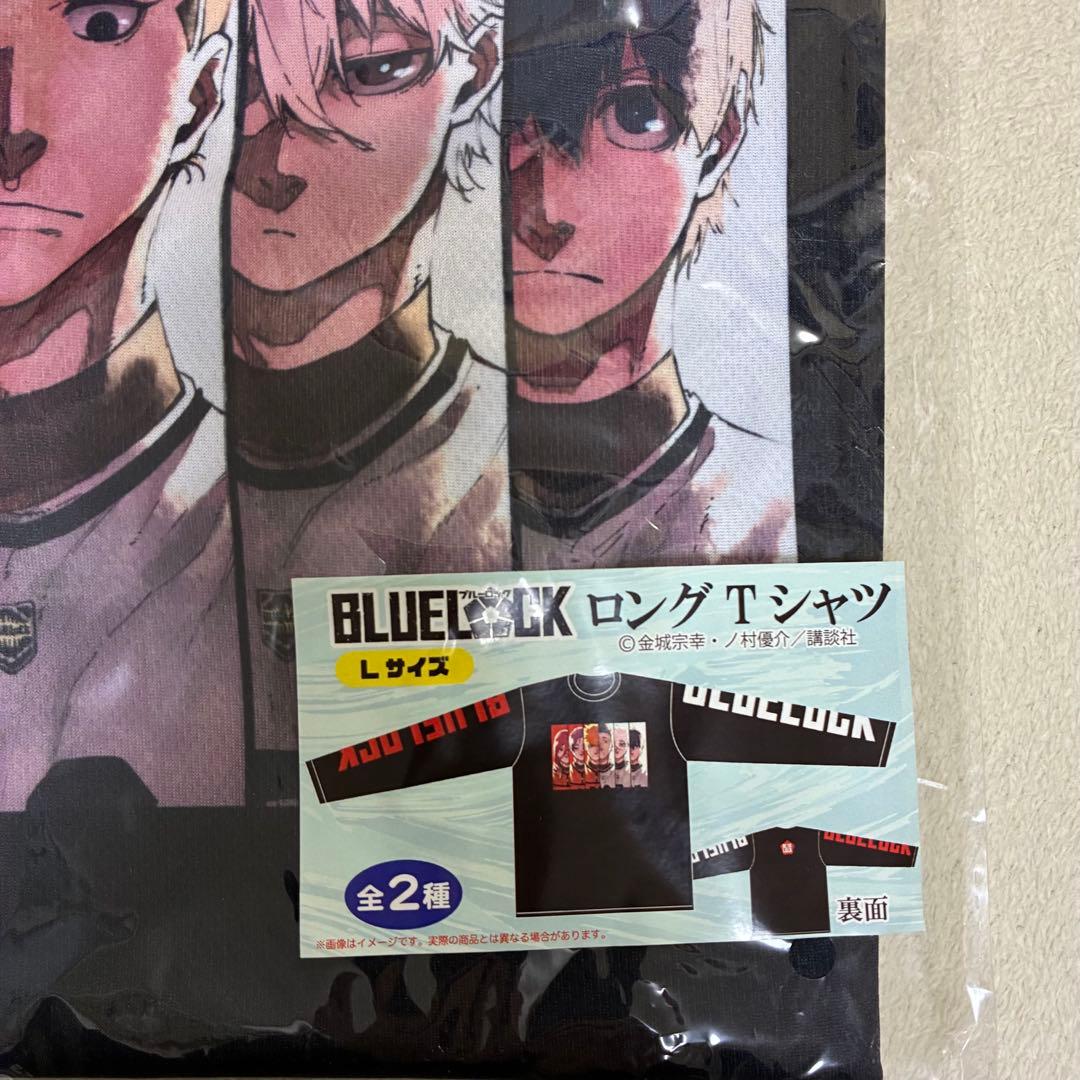 ブルーロック
BLUELOCK ロングTシャツ
©金城宗幸・ノ村優介/講談社
Lサイズ
BLUELOCK
BLUELOCK
BLUELOCK
BLUELOCK
全2種
裏面
※画像はイメージです。実際の商品とは異なる場合があります。